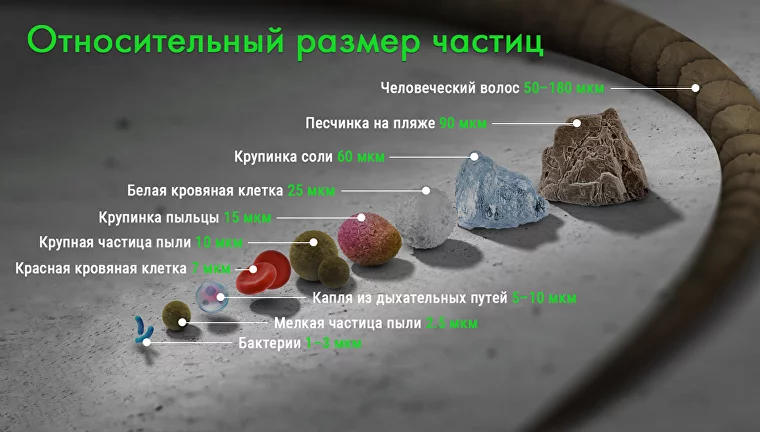 Относительный размер частиц
Человеческий волос 50–180 мкм
Песчинка на пляже 90 мкм
Крупинка соли 60 мкм
Белая кровяная клетка 25 мкм
Крупинка пыльцы 15 мкм
Крупная частица пыли 10 мкм
Красная кровяная клетка 7 мкм
Капля из дыхательных путей 5–10 мкм
Мелкая частица пыли 2.5 мкм
Бактерии 1–3 мкм